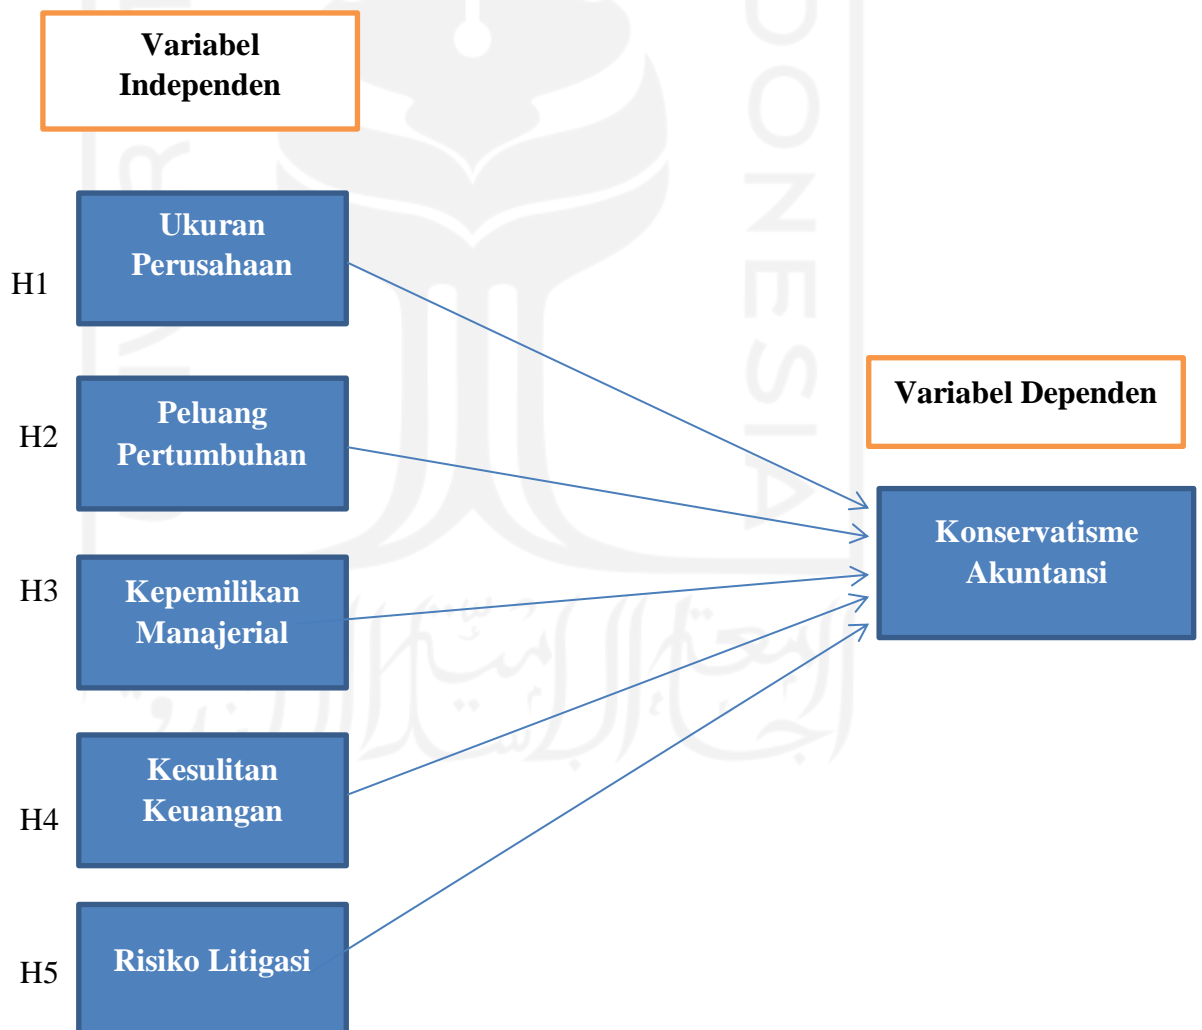 Variabel
Independen
H1
Ukuran
Perusahaan
H2
Peluang
Pertumbuhan
H3
Kepemilikan
Manajerial
H4
Kesulitan
Keuangan
H5
Risiko Litigasi
Variabel Dependen
Konservatisme
Akuntansi